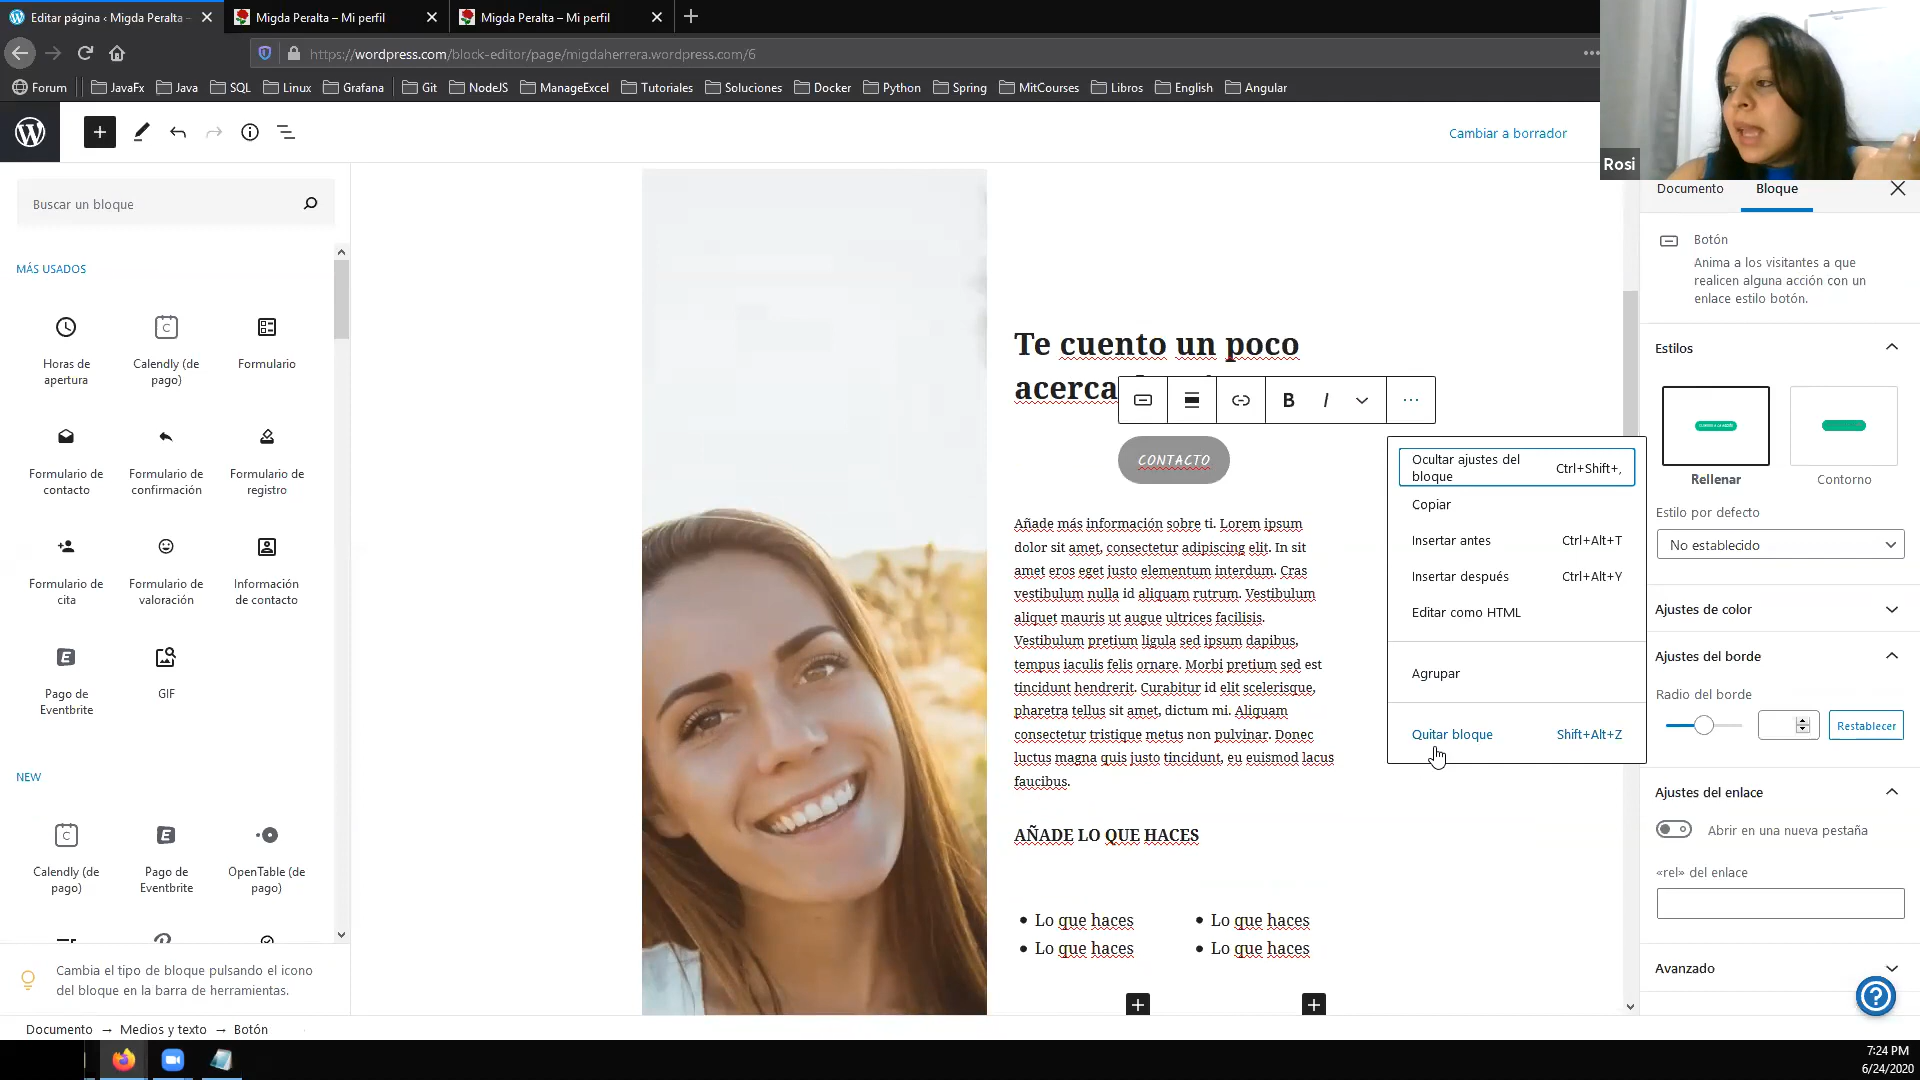 Editar página ‹ Migda Peralta –
Migda Peralta – Mi perfil
Migda Peralta – Mi perfil
https://wordpress.com/block-editor/page/migdaherrera.wordpress.com/6
Forum
JavaFx
Java
SQL
Linux
Grafana
Git
NodeJS
ManageExcel
Tutoriales
Soluciones
Docker
Python
Spring
MitCourses
Libros
English
Angular
Cambiar a borrador
Rosi
Buscar un bloque
MÁS USADOS
Horas de
apertura
Calendly (de
pago)
Formulario
Formulario de
contacto
Formulario de
confirmación
Formulario de
registro
Formulario de
cita
Formulario de
valoración
Información
de contacto
Pago de
Eventbrite
GIF
NEW
Calendly (de
pago)
Pago de
Eventbrite
OpenTable (de
pago)
Cambia el tipo de bloque pulsando el icono
del bloque en la barra de herramientas.
Te cuento un poco
acerca
B I
CONTACTO
Añade más información sobre ti. Lorem ipsum
dolor sit amet, consectetur adipiscing elit. In sit
amet eros eget justo elementum interdum. Cras
vestibulum nulla id aliquam rutrum. Vestibulum
aliquet mauris ut augue ultrices facilisis.
Vestibulum pretium ligula sed ipsum dapibus,
tempus iaculis felis ornare. Morbi pretium sed est
tincidunt hendrerit. Curabitur id elit scelerisque,
pharetra tellus sit amet, dictum mi. Aliquam
consectetur tristique metus non pulvinar. Donec
luctus magna quis justo tincidunt, eu euismod lacus
faucibus.
AÑADE LO QUE HACES
• Lo que haces
• Lo que haces
• Lo que haces
• Lo que haces
Ocultar ajustes del
bloque
Ctrl+Shift+,
Copiar
Insertar antes Ctrl+Alt+T
Insertar después Ctrl+Alt+Y
Editar como HTML
Agrupar
Quitar bloque Shift+Alt+Z
Documento
Bloque
Botón
Anima a los visitantes a que
realicen alguna acción con un
enlace estilo botón.
Estilos
Rellenar
Contorno
Estilo por defecto
No establecido
Ajustes de color
Ajustes del borde
Radio del borde
Restablecer
Ajustes del enlace
Abrir en una nueva pestaña
«rel» del enlace
Avanzado
Documento → Medios y texto → Botón
7:24 PM
6/24/2020